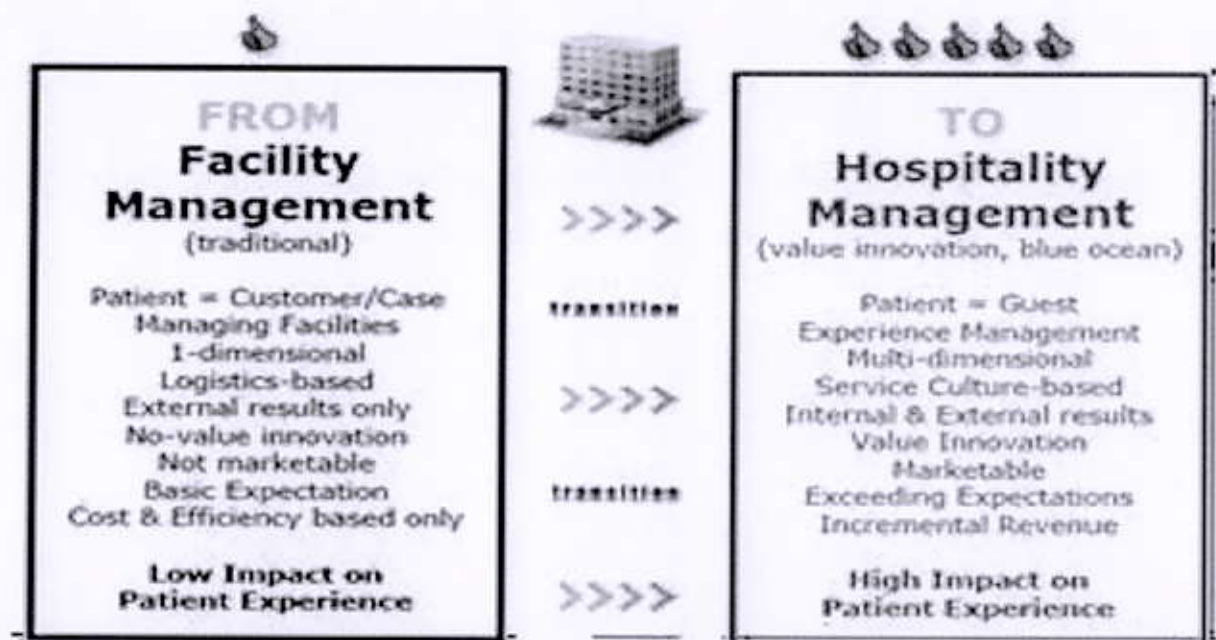 FROM
Facility
Management
(traditional)
Patient = Customer/Case
Managing Facilities
1-dimensional
Logistics-based
External results only
No-value innovation
Not marketable
Basic Expectation
Cost & Efficiency based only
Low Impact on
Patient Experience
>>>>
transition
>>>>
transition
>>>>
TO
Hospitality
Management
(value innovation, blue ocean)
Patient = Guest
Experience Management
Multi-dimensional
Service Culture-based
Internal & External results
Value Innovation
Marketable
Exceeding Expectations
Incremental Revenue
High Impact on
Patient Experience